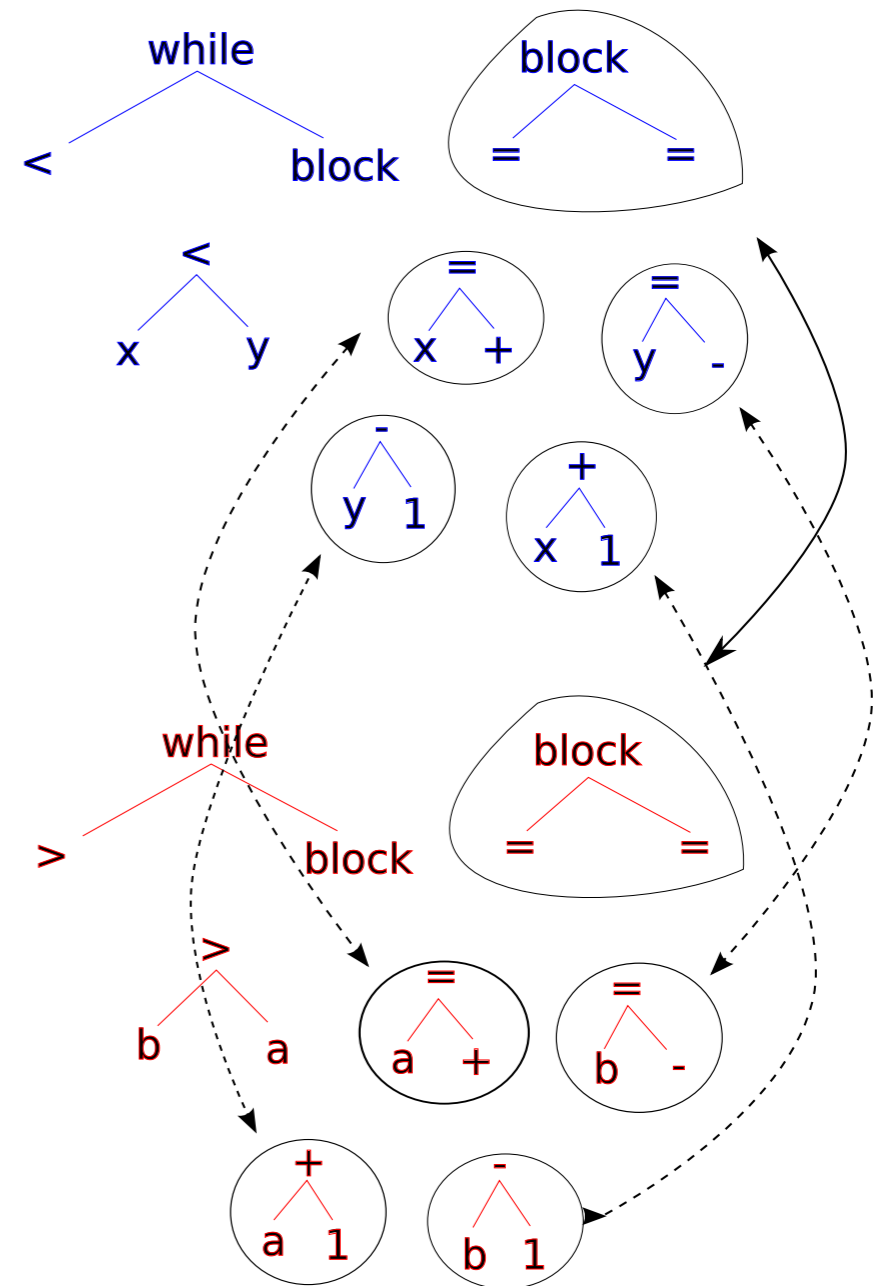 while
< block
block
= =
<
x y
=
x +
=
y -
-
y 1
+
x 1
while
> block
block
= =
>
b a
=
a +
=
b -
+
a 1
-
b 1